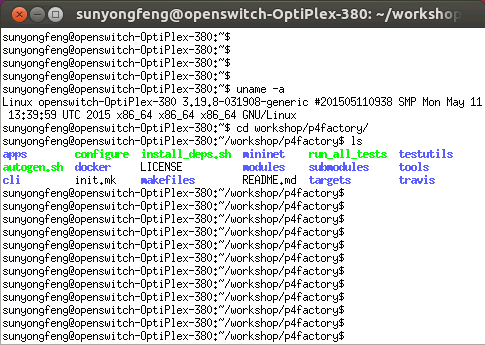 sunyongfeng@openswitch-OptiPlex-380: ~/workshop
sunyongfeng@openswitch-OptiPlex-380:~$
sunyongfeng@openswitch-OptiPlex-380:~$
sunyongfeng@openswitch-OptiPlex-380:~$
sunyongfeng@openswitch-OptiPlex-380:~$
sunyongfeng@openswitch-OptiPlex-380:~$ uname -a
Linux openswitch-OptiPlex-380 3.19.8-031908-generic #201505110938 SMP Mon May 11
13:39:59 UTC 2015 x86_64 x86_64 x86_64 GNU/Linux
sunyongfeng@openswitch-OptiPlex-380:~$ cd workshop/p4factory/
sunyongfeng@openswitch-OptiPlex-380:~/workshop/p4factory$ ls
apps configure install_deps.sh mininet run_all_tests testutils
autogen.sh docker LICENSE modules submodules tools
cli init.mk makefiles README.md targets travis
sunyongfeng@openswitch-OptiPlex-380:~/workshop/p4factory$
sunyongfeng@openswitch-OptiPlex-380:~/workshop/p4factory$
sunyongfeng@openswitch-OptiPlex-380:~/workshop/p4factory$
sunyongfeng@openswitch-OptiPlex-380:~/workshop/p4factory$
sunyongfeng@openswitch-OptiPlex-380:~/workshop/p4factory$
sunyongfeng@openswitch-OptiPlex-380:~/workshop/p4factory$
sunyongfeng@openswitch-OptiPlex-380:~/workshop/p4factory$
sunyongfeng@openswitch-OptiPlex-380:~/workshop/p4factory$
sunyongfeng@openswitch-OptiPlex-380:~/workshop/p4factory$
sunyongfeng@openswitch-OptiPlex-380:~/workshop/p4factory$
sunyongfeng@openswitch-OptiPlex-380:~/workshop/p4factory$
sunyongfeng@openswitch-OptiPlex-380:~/workshop/p4factory$